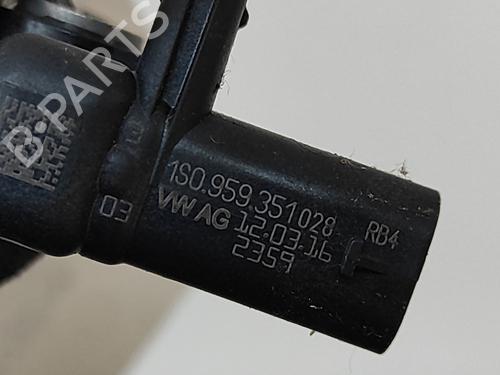 B-PARTS
1S0.959.351028
VW AG 12.03.16
2359
RB4
03